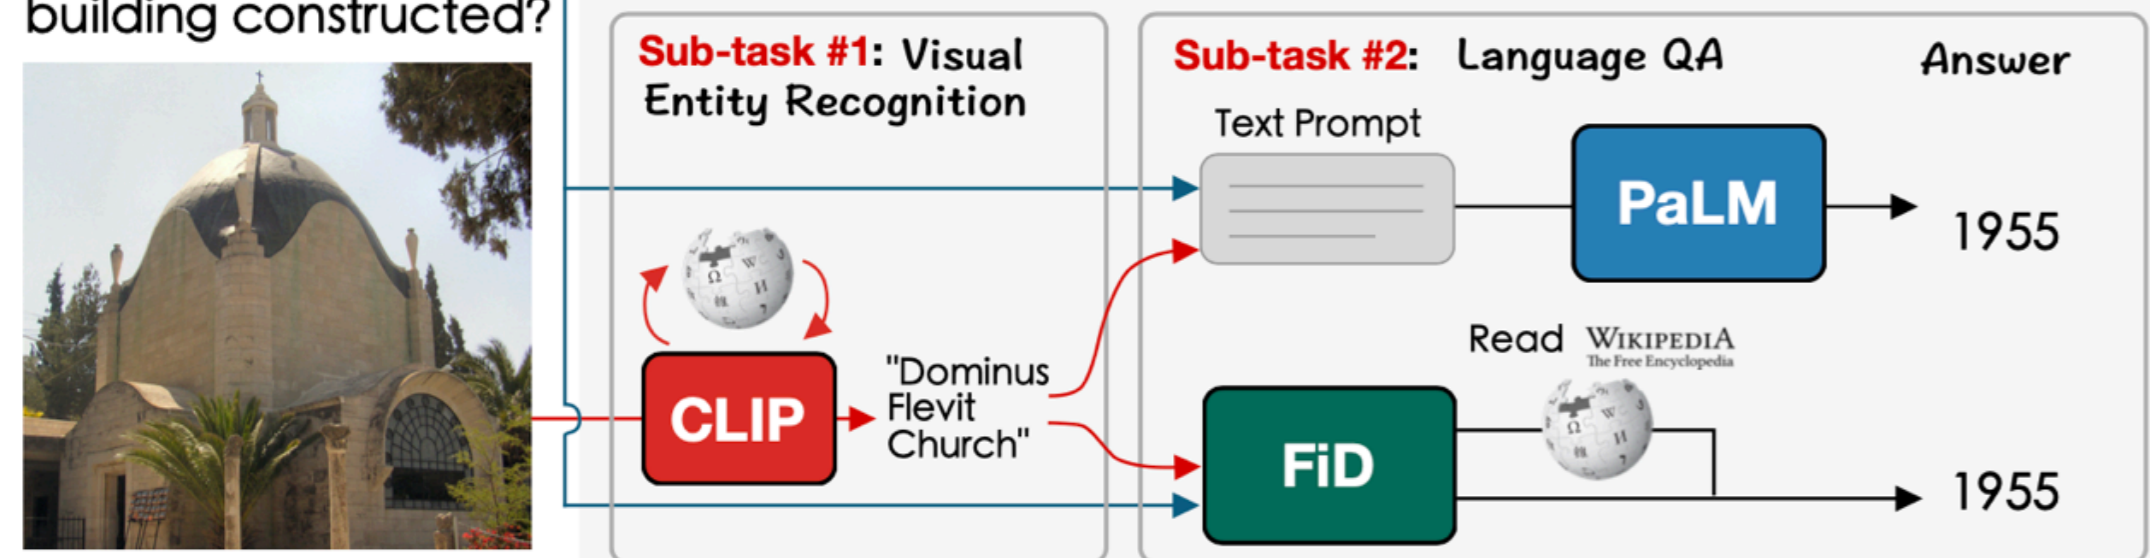 building constructed?
Sub-task #1: Visual
Entity Recognition
CLIP
"Dominus
Flevit
Church"
Sub-task #2: Language QA
Answer
Text Prompt
PaLM
1955
Read WIKIPEDIA
The Free Encyclopedia
FiD
1955